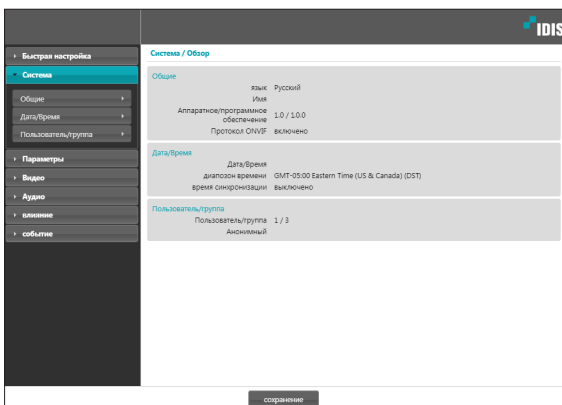 IDIS
Быстрая настройка
Система
Общие
Дата/Время
Пользователь/группа
Параметры
Видео
Аудио
влияние
событие
Система / Обзор
Общие
язык Русский
Имя
Аппаратное/программное
обеспечение 1.0 / 1.0.0
Протокол ONVIF включено
Дата/Время
Дата/Время
диапозон времени GMT-05:00 Eastern Time (US & Canada) (DST)
время синхронизации выключено
Пользователь/группа
Пользователь/группа 1 / 3
Анонимный
сохранение